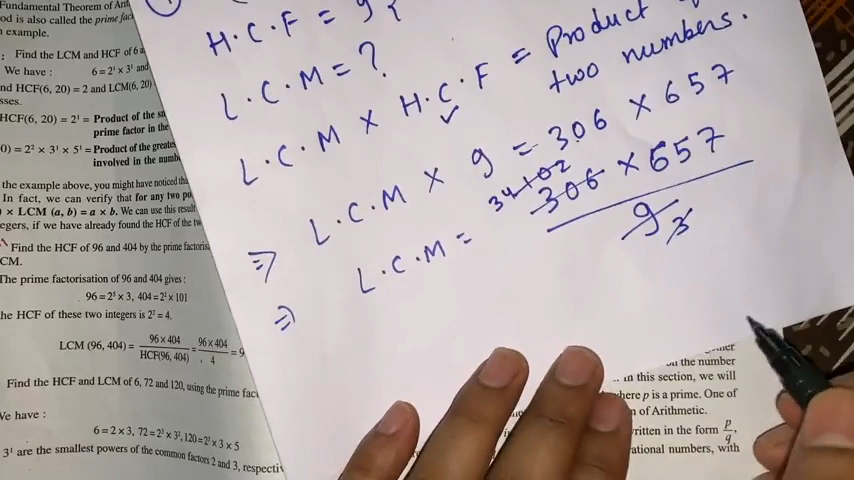 Fundamental Theorem of Arit
od is also called the prime fac
example.
: Find the LCM and HCF of 6 a
We have : 6 = 2¹ × 3¹ and
nd HCF(6, 20) = 2 and LCM(6, 20)
sses.
HCF(6, 20) = 2¹ = Product of the sm
prime factor in the
0) = 2² × 3¹ × 5¹ = Product of the greate
involved in the numb
the example above, you might have noticed tha
In fact, we can verify that for any two po
) × LCM (a, b) = a × b. We can use this result
egers, if we have already found the HCF of the tw
Find the HCF of 96 and 404 by the prime factoris
CM.
The prime factorisation of 96 and 404 gives :
96 = 2⁵ × 3, 404 = 2² × 101
he HCF of these two integers is 2² = 4.
LCM (96, 404) = 96 × 404 / HCF(96, 404) = 96 × 404 / 4 = 9
Find the HCF and LCM of 6, 72 and 120, using the prime fac
We have :
6 = 2 × 3, 72 = 2³ × 3², 120 = 2³ × 3 × 5
3¹ are the smallest powers of the common factors 2 and 3, respectiv
H.C.F = 9
L.C.M = ?
L.C.M × H.C.F = Product
two numbers.
L.C.M × 9 = 306 × 657
34 102
⇒ L.C.M = 306 × 657
9 3
⇒
the number
in this section, we will
where p is a prime. One of
n of Arithmetic.
ritten in the form p/q,
ational numbers, with